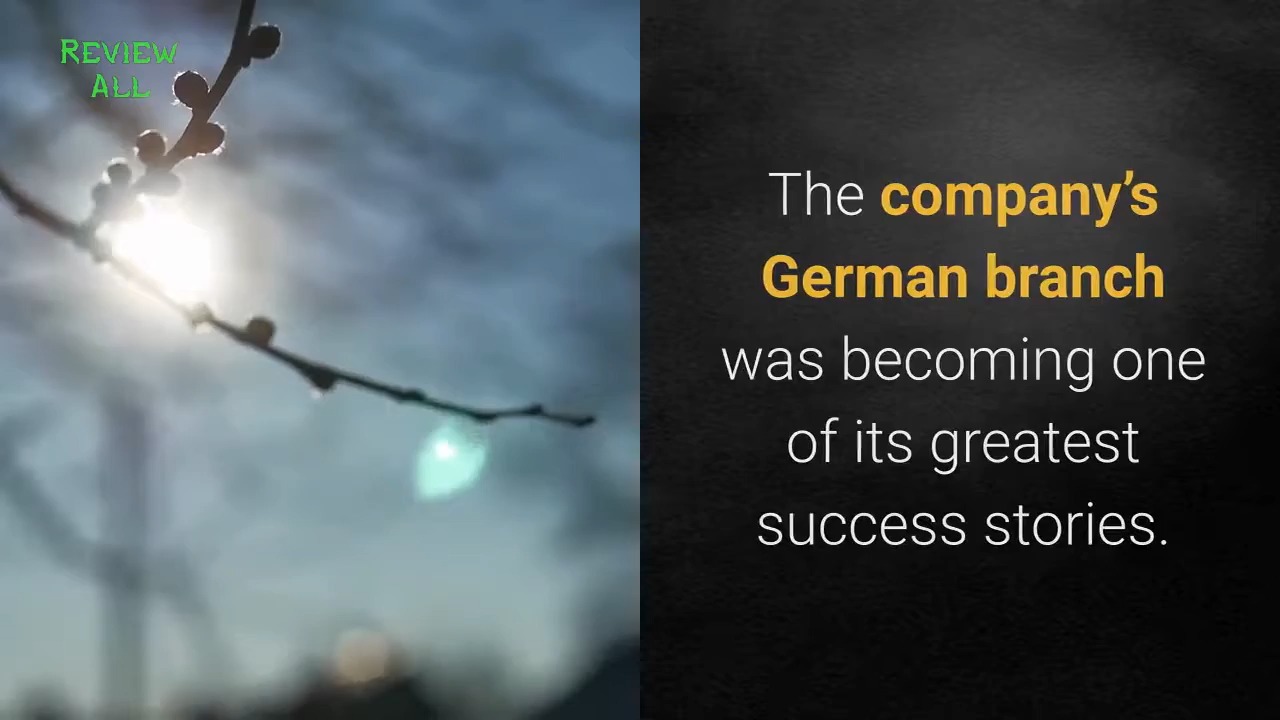 Review
All
The company’s
German branch
was becoming one
of its greatest
success stories.